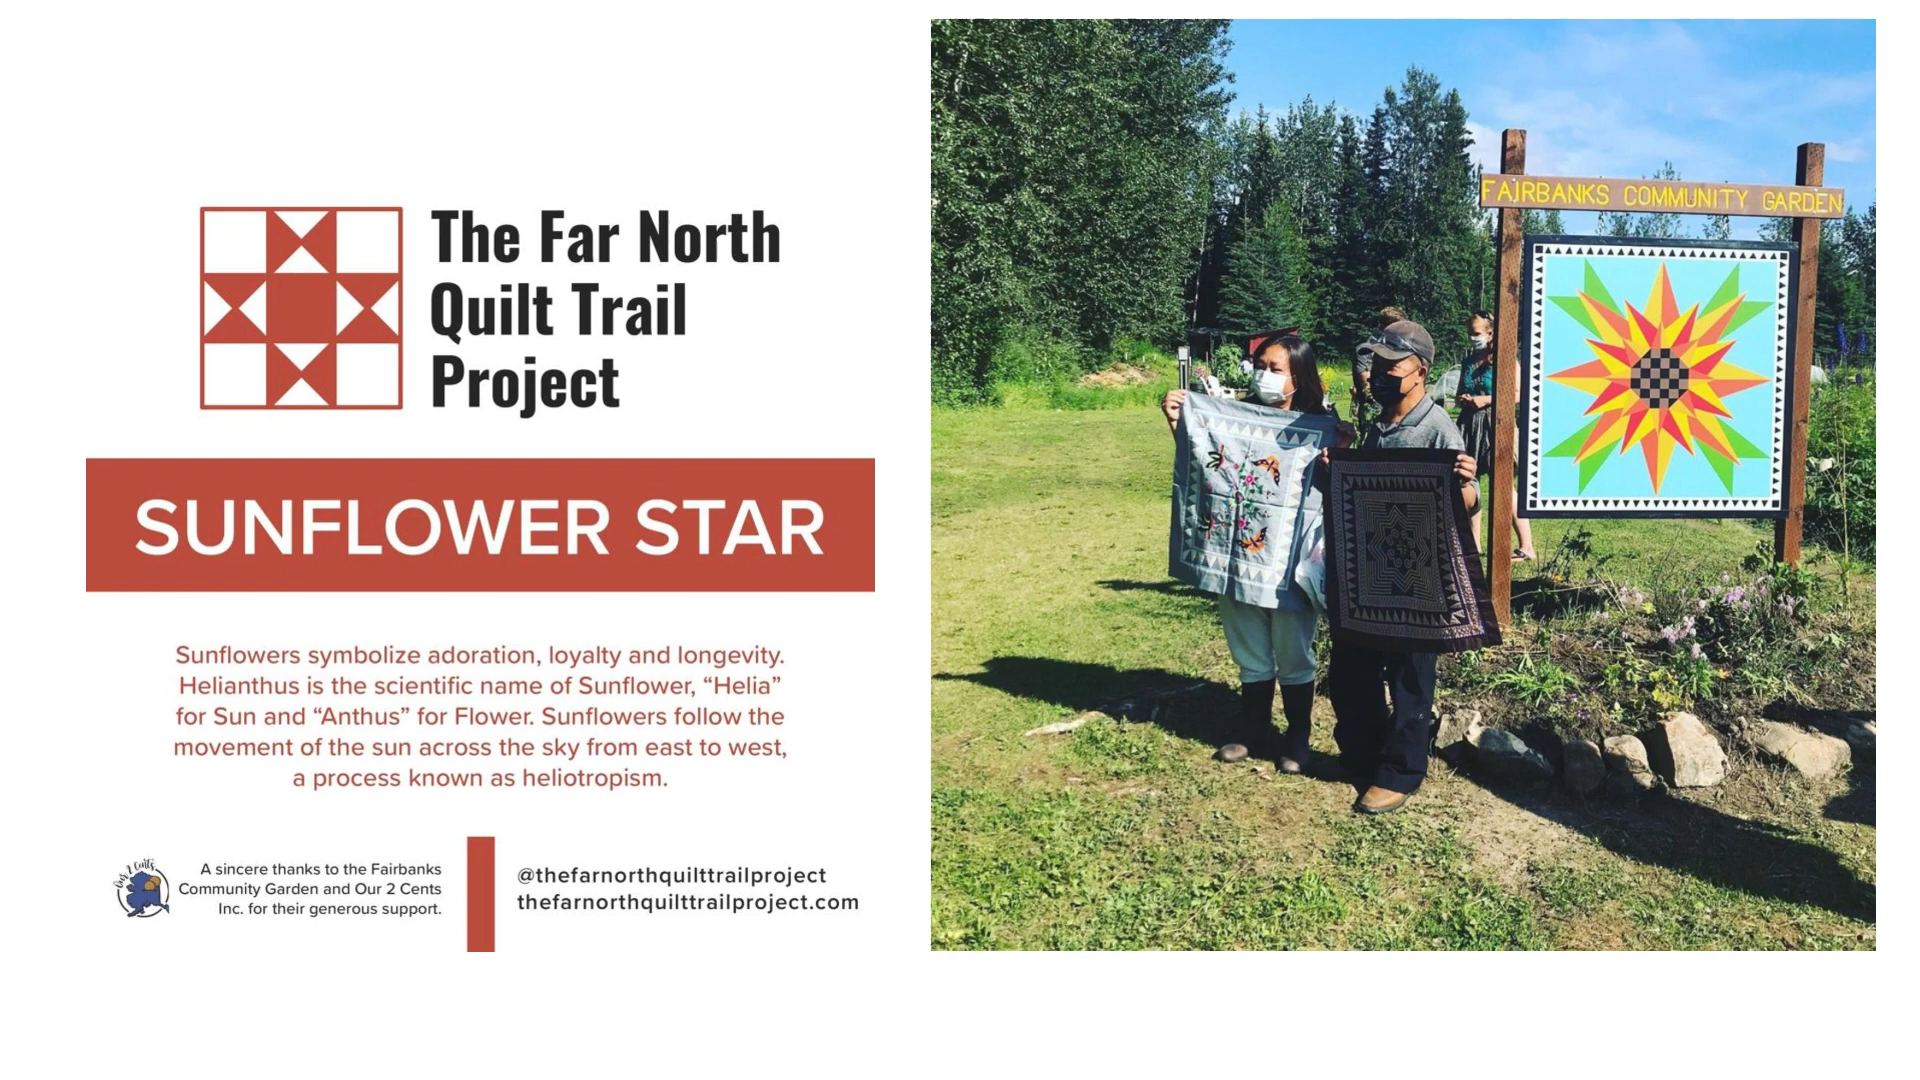 The Far North
Quilt Trail
Project
SUNFLOWER STAR
Sunflowers symbolize adoration, loyalty and longevity.
Helianthus is the scientific name of Sunflower, “Helia”
for Sun and “Anthus” for Flower. Sunflowers follow the
movement of the sun across the sky from east to west,
a process known as heliotropism.
Our 2 Cents
A sincere thanks to the Fairbanks
Community Garden and Our 2 Cents
Inc. for their generous support.
@thefarnorthquilttrailproject
thefarnorthquilttrailproject.com
FAIRBANKS COMMUNITY GARDEN